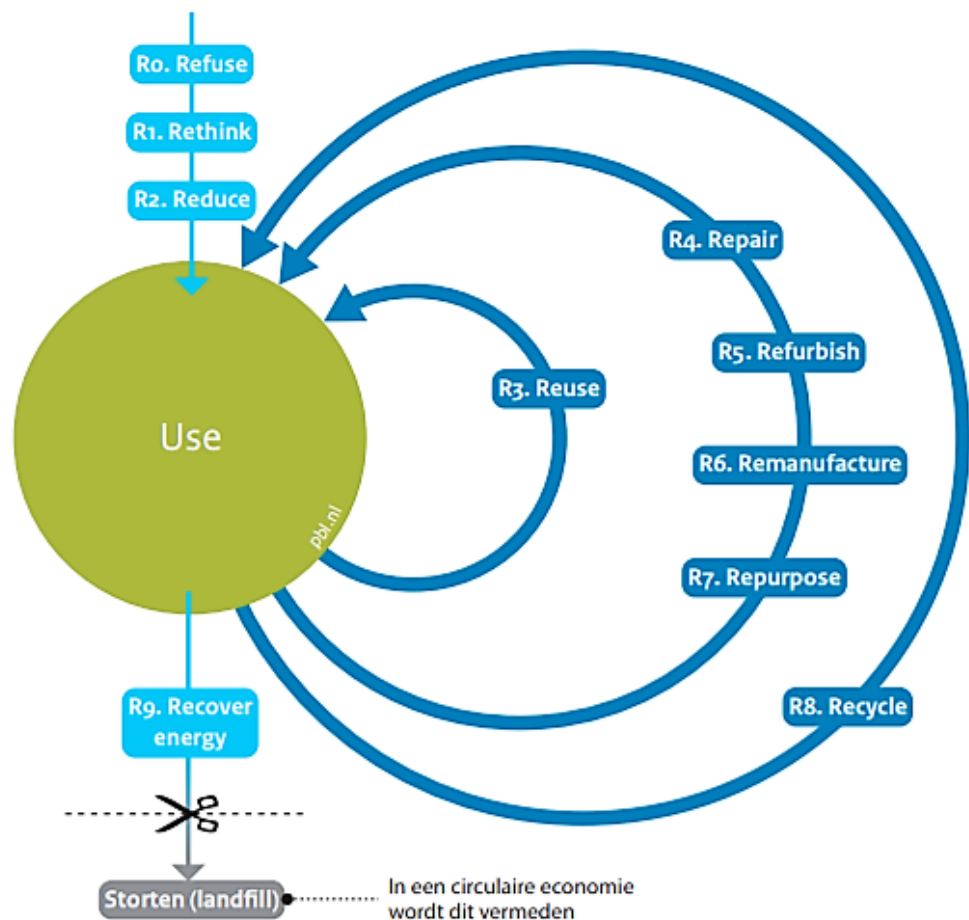 R0. Refuse
R1. Rethink
R2. Reduce
R4. Repair
R5. Refurbish
R3. Reuse
Use
R6. Remanufacture
pbl.nl
R7. Repurpose
R9. Recover
energy
R8. Recycle
Storten (landfill)
In een circulaire economie
wordt dit vermeden